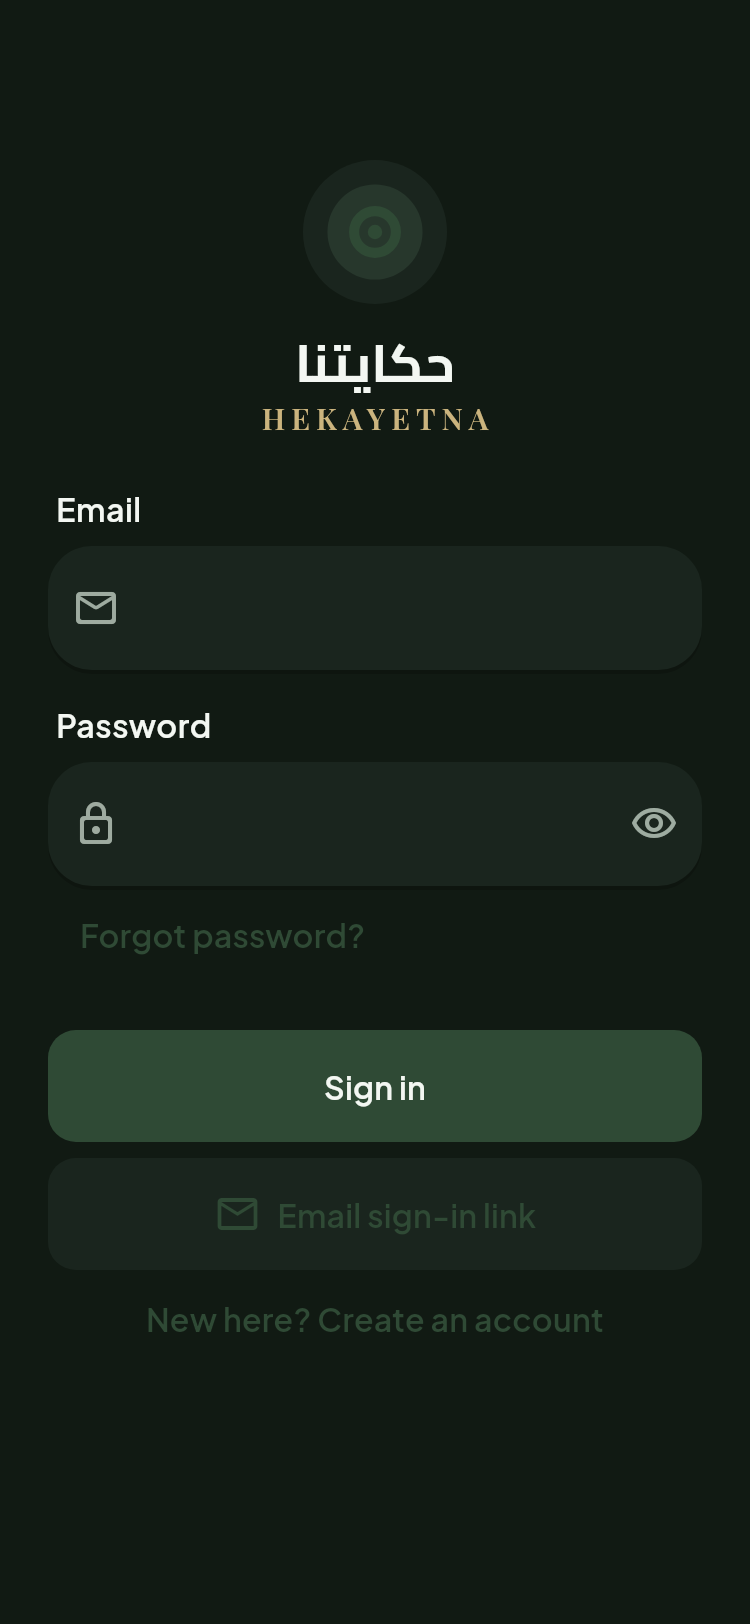 حكايتنا
HEKAYETNA
Email
Password
Forgot password?
Sign in
Email sign-in link
New here? Create an account